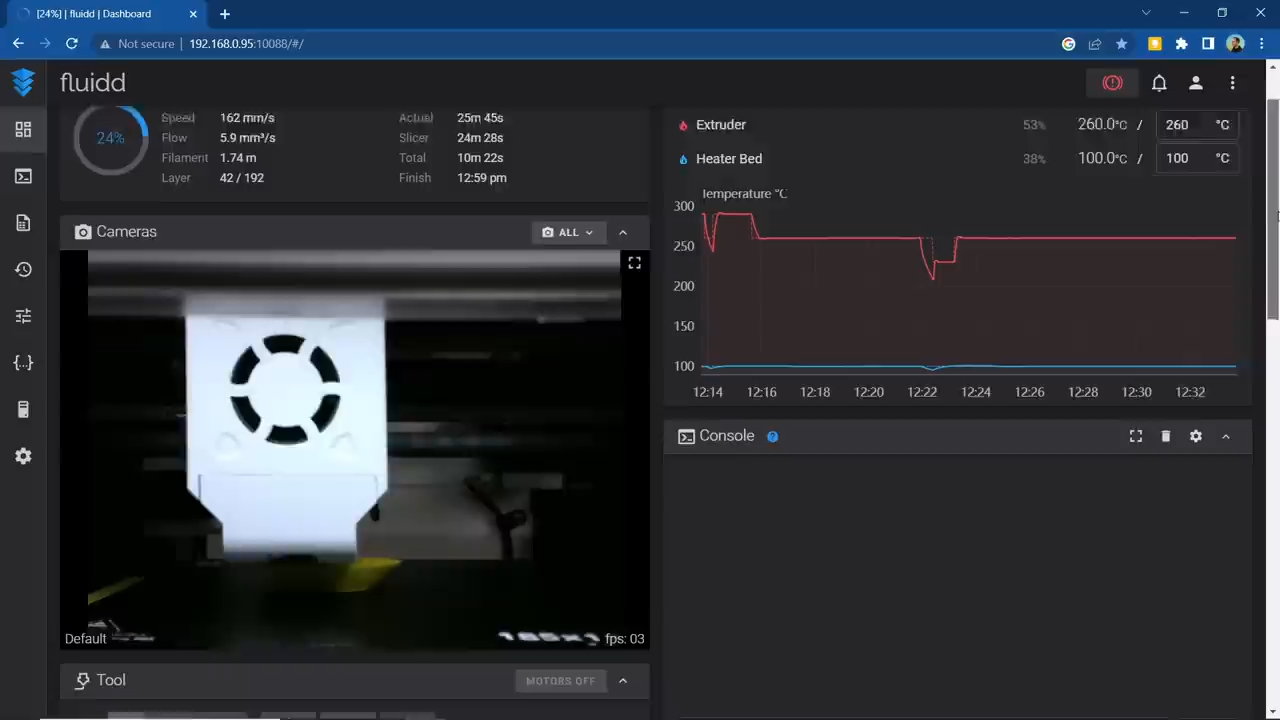 [24%] | fluidd | Dashboard
Not secure
192.168.0.95:10088/#/
fluidd
24%
Speed 162 mm/s
Flow 5.9 mm³/s
Filament 1.74 m
Layer 42 / 192
Actual 25m 45s
Slicer 24m 28s
Total 10m 22s
Finish 12:59 pm
Extruder 53% 260.0°C / 260 °C
Heater Bed 38% 100.0°C / 100 °C
Cameras
ALL
Default
fps: 03
Temperature °C
300
250
200
150
100
12:14 12:16 12:18 12:20 12:22 12:24 12:26 12:28 12:30 12:32
Console
Tool
MOTORS OFF